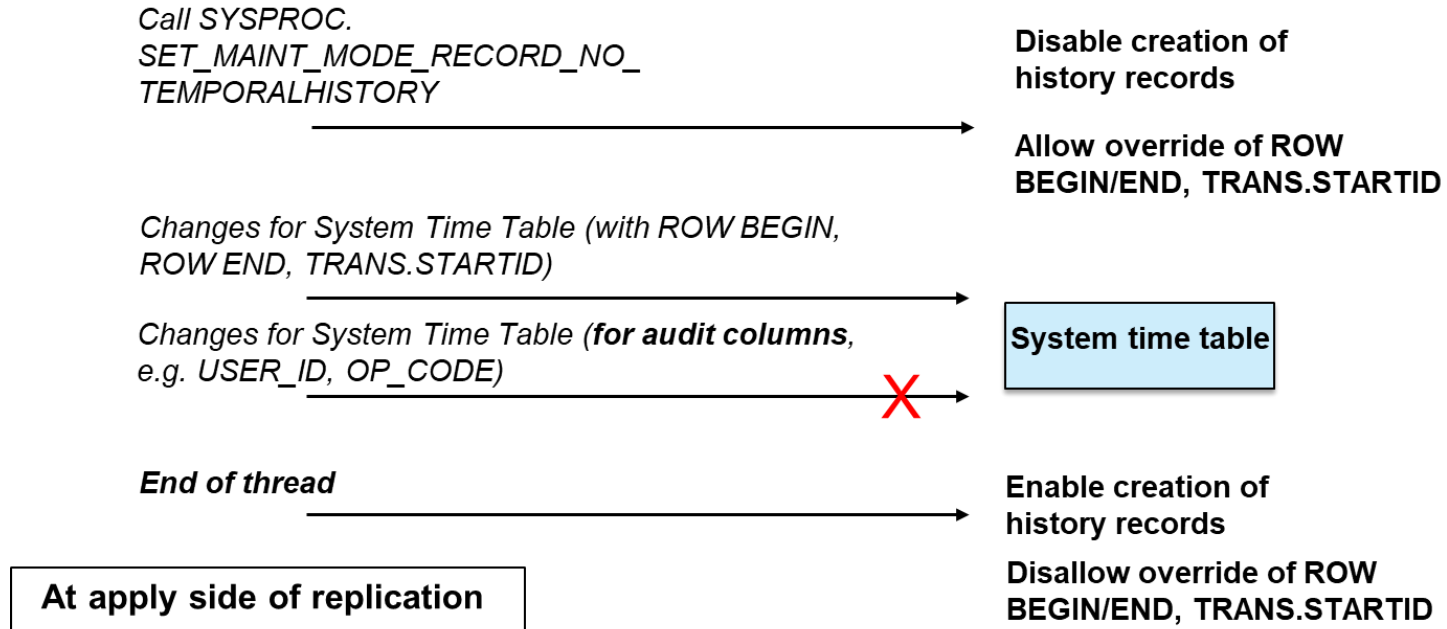 Call SYSPROC.
SET_MAINT_MODE_RECORD_NO_
TEMPORALHISTORY
Disable creation of
history records
Allow override of ROW
BEGIN/END, TRANS.STARTID
Changes for System Time Table (with ROW BEGIN,
ROW END, TRANS.STARTID)
Changes for System Time Table (for audit columns,
e.g. USER_ID, OP_CODE)
X
System time table
End of thread
Enable creation of
history records
Disallow override of ROW
BEGIN/END, TRANS.STARTID
At apply side of replication